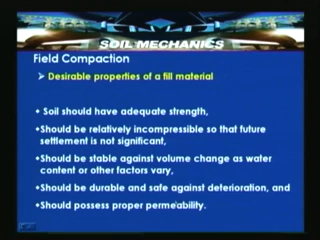 SOIL MECHANICS
Field Compaction
➢ Desirable properties of a fill material
• Soil should have adequate strength,
•Should be relatively incompressible so that future
settlement is not significant,
•Should be stable against volume change as water
content or other factors vary,
•Should be durable and safe against deterioration, and
•Should possess proper permeability.